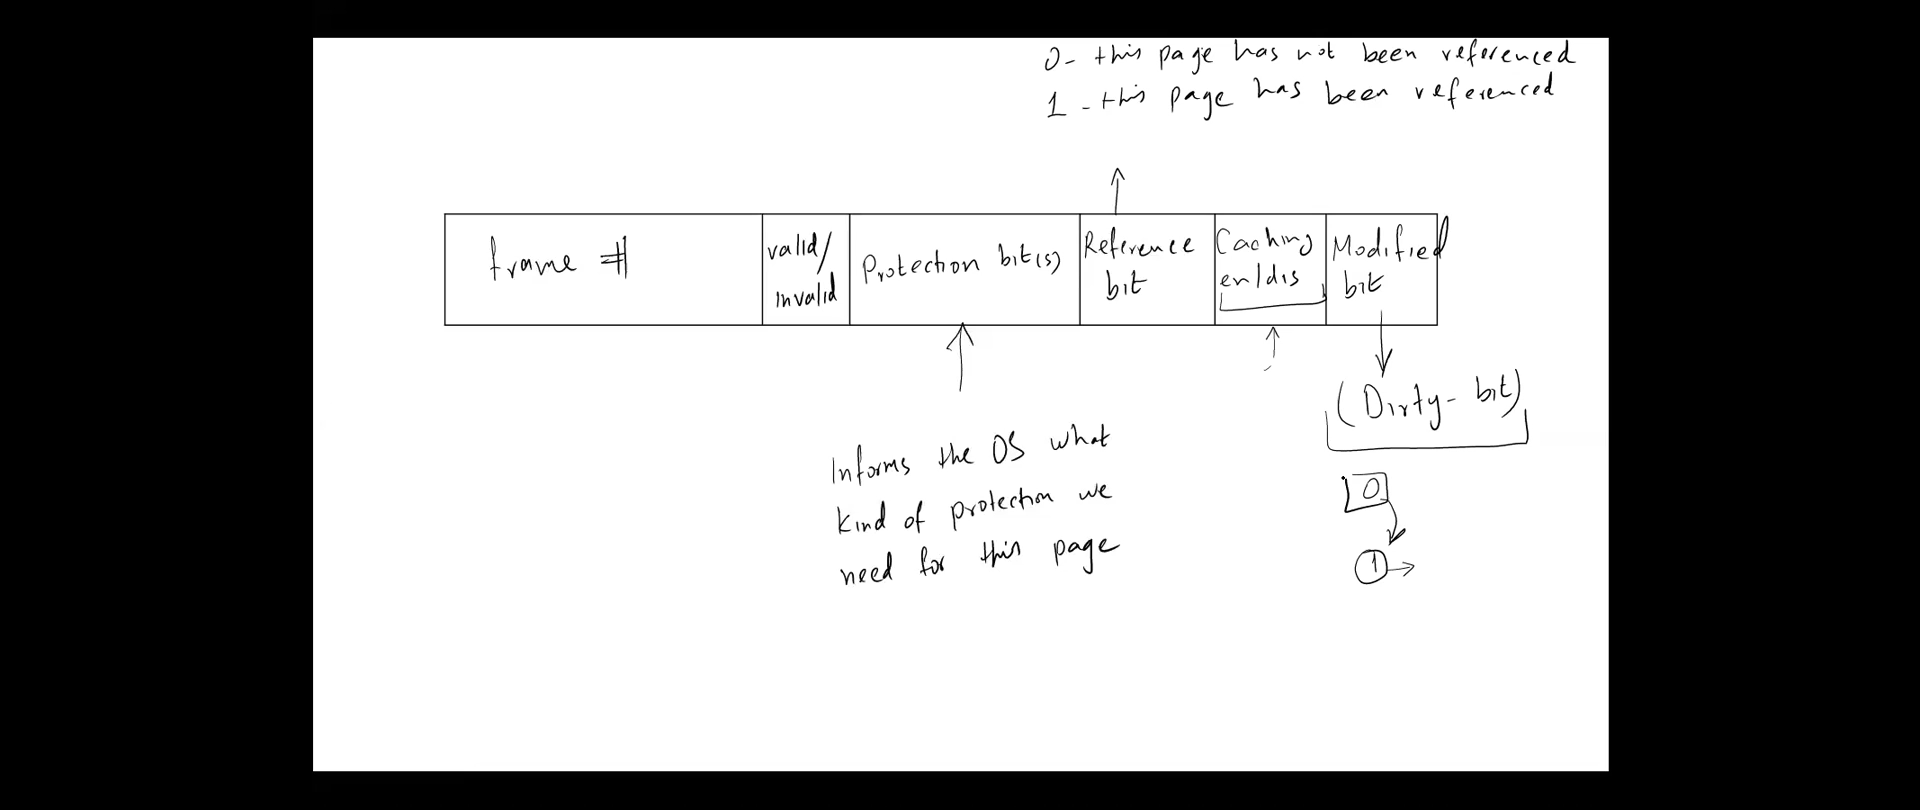 0- this page has not been referenced
1 - this page has been referenced
frame #
valid/
invalid
Protection bit(s)
Reference
bit
Caching
en/dis
Modified
bit
(Dirty-bit)
Informs the OS what
kind of protection we
need for this page
0
1